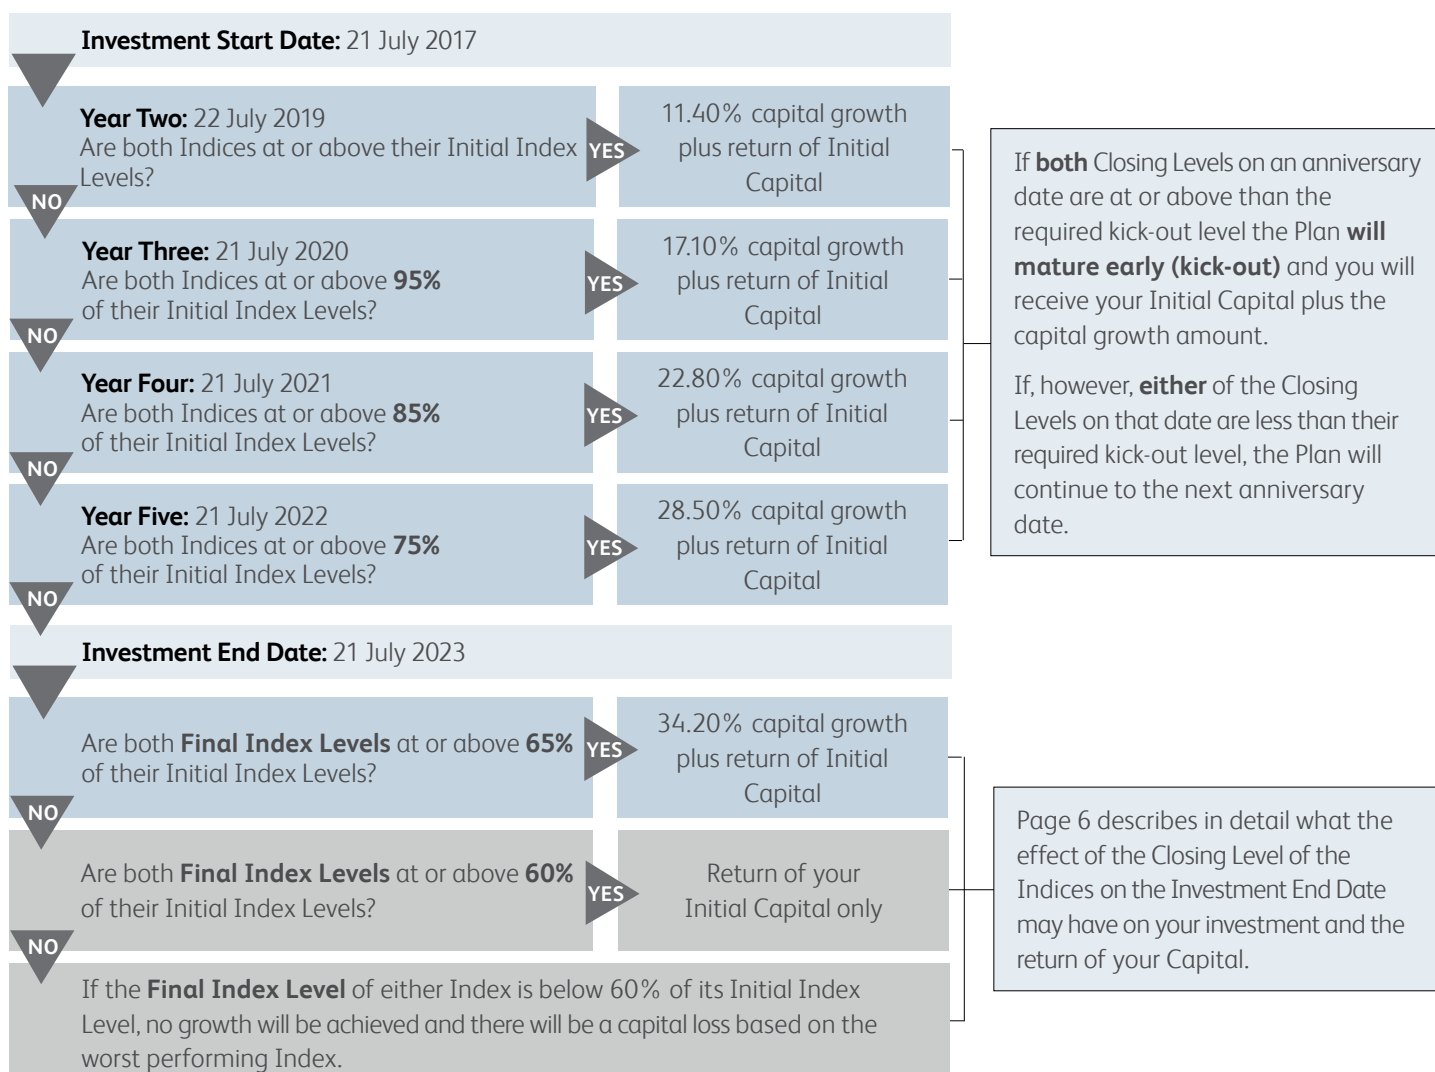 Investment Start Date: 21 July 2017
Year Two: 22 July 2019
Are both Indices at or above their Initial Index
Levels?
YES
11.40% capital growth
plus return of Initial
Capital
NO
Year Three: 21 July 2020
Are both Indices at or above 95%
of their Initial Index Levels?
YES
17.10% capital growth
plus return of Initial
Capital
NO
Year Four: 21 July 2021
Are both Indices at or above 85%
of their Initial Index Levels?
YES
22.80% capital growth
plus return of Initial
Capital
NO
Year Five: 21 July 2022
Are both Indices at or above 75%
of their Initial Index Levels?
YES
28.50% capital growth
plus return of Initial
Capital
NO
If both Closing Levels on an anniversary
date are at or above than the
required kick-out level the Plan will
mature early (kick-out) and you will
receive your Initial Capital plus the
capital growth amount.
If, however, either of the Closing
Levels on that date are less than their
required kick-out level, the Plan will
continue to the next anniversary
date.
Investment End Date: 21 July 2023
Are both Final Index Levels at or above 65%
of their Initial Index Levels?
YES
34.20% capital growth
plus return of Initial
Capital
NO
Are both Final Index Levels at or above 60%
of their Initial Index Levels?
YES
Return of your
Initial Capital only
NO
If the Final Index Level of either Index is below 60% of its Initial Index
Level, no growth will be achieved and there will be a capital loss based on the
worst performing Index.
Page 6 describes in detail what the
effect of the Closing Level of the
Indices on the Investment End Date
may have on your investment and the
return of your Capital.